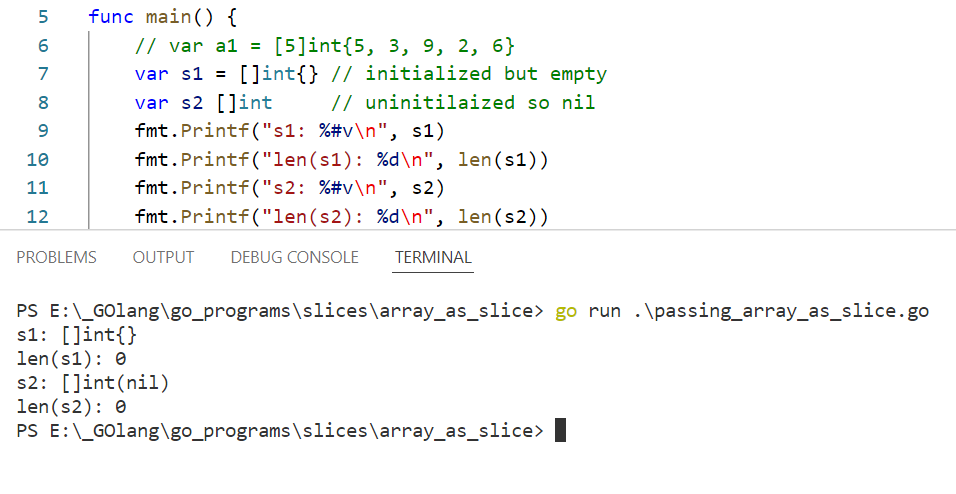 5 func main() {
6 // var a1 = [5]int{5, 3, 9, 2, 6}
7 var s1 = []int{} // initialized but empty
8 var s2 []int     // uninitilaized so nil
9 fmt.Printf("s1: %#v\n", s1)
10 fmt.Printf("len(s1): %d\n", len(s1))
11 fmt.Printf("s2: %#v\n", s2)
12 fmt.Printf("len(s2): %d\n", len(s2))
PROBLEMS OUTPUT DEBUG CONSOLE TERMINAL
PS E:\_GOlang\go_programs\slices\array_as_slice> go run .\passing_array_as_slice.go
s1: []int{}
len(s1): 0
s2: []int(nil)
len(s2): 0
PS E:\_GOlang\go_programs\slices\array_as_slice>